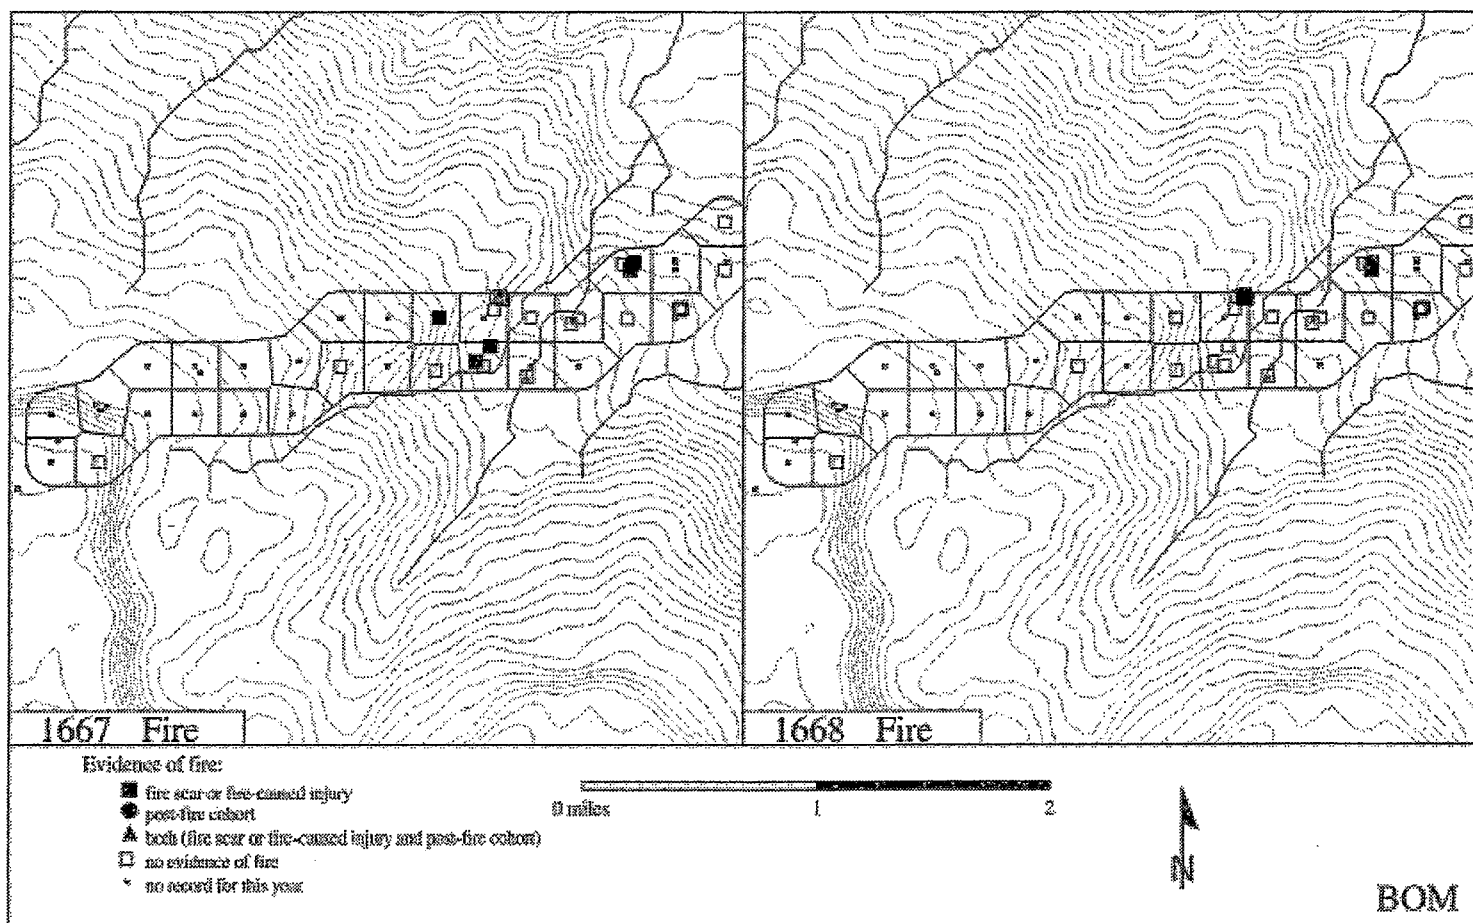 1667 Fire
1668 Fire
Evidence of fire:
fire scar or fire-caused injury
post-fire cohort
both (fire scar or fire-caused injury and post-fire cohort)
no evidence of fire
no record for this year
0 miles
1
2
N
BOM